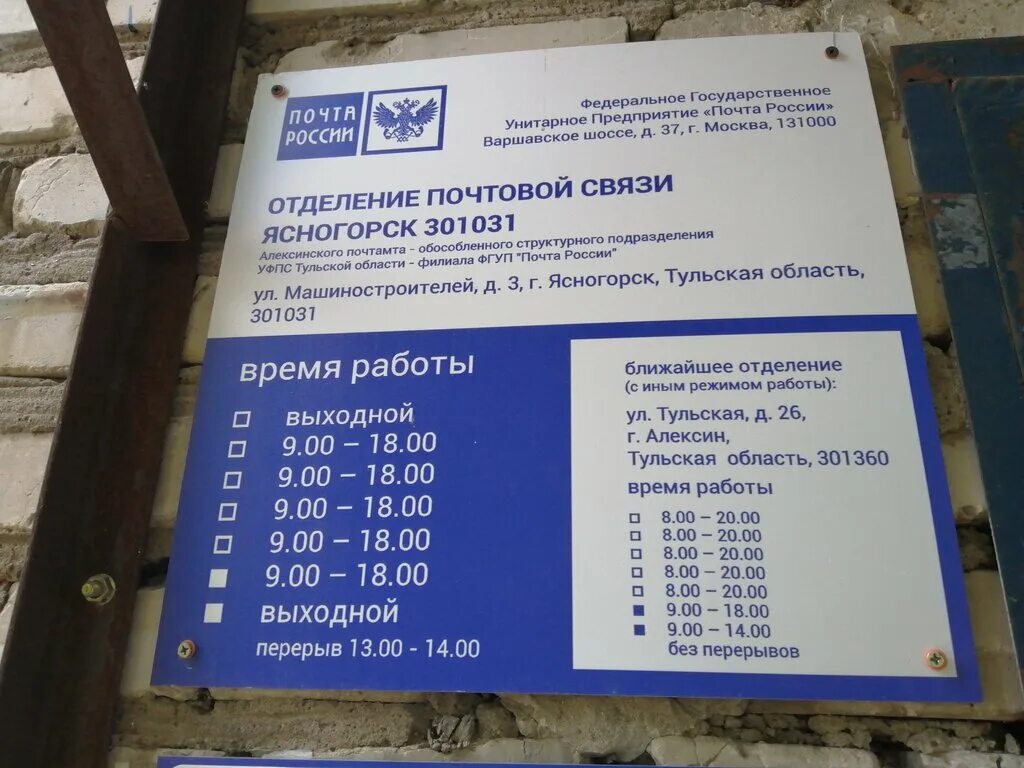 ПОЧТА
РОССИИ
Федеральное Государственное
Унитарное Предприятие «Почта России»
Варшавское шоссе, д. 37, г. Москва, 131000
ОТДЕЛЕНИЕ ПОЧТОВОЙ СВЯЗИ
ЯСНОГОРСК 301031
Алексинского почтамта - обособленного структурного подразделения
УФПС Тульской области - филиала ФГУП "Почта России"
ул. Машиностроителей, д. 3, г. Ясногорск, Тульская область,
301031
время работы
выходной
9.00 – 18.00
9.00 – 18.00
9.00 – 18.00
9.00 – 18.00
9.00 – 18.00
выходной
перерыв 13.00 - 14.00
ближайшее отделение
(с иным режимом работы):
ул. Тульская, д. 26,
г. Алексин,
Тульская область, 301360
время работы
8.00 – 20.00
8.00 – 20.00
8.00 – 20.00
8.00 – 20.00
8.00 – 20.00
9.00 – 18.00
9.00 – 14.00
без перерывов